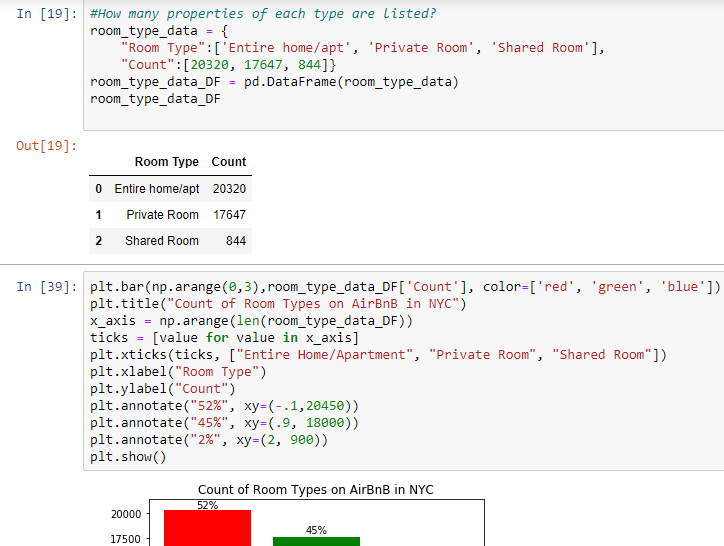 In [19]: #How many properties of each type are listed?
room_type_data = {
"Room Type":['Entire home/apt', 'Private Room', 'Shared Room'],
"Count":[20320, 17647, 844]}
room_type_data_DF = pd.DataFrame(room_type_data)
room_type_data_DF
Out[19]:
Room Type Count
0 Entire home/apt 20320
1 Private Room 17647
2 Shared Room 844
In [39]: plt.bar(np.arange(0,3),room_type_data_DF['Count'], color=['red', 'green', 'blue'])
plt.title("Count of Room Types on AirBnB in NYC")
x_axis = np.arange(len(room_type_data_DF))
ticks = [value for value in x_axis]
plt.xticks(ticks, ["Entire Home/Apartment", "Private Room", "Shared Room"])
plt.xlabel("Room Type")
plt.ylabel("Count")
plt.annotate("52%", xy=(-.1,20450))
plt.annotate("45%", xy=(.9, 18000))
plt.annotate("2%", xy=(2, 900))
plt.show()
Count of Room Types on AirBnB in NYC
52%
20000
45%
17500